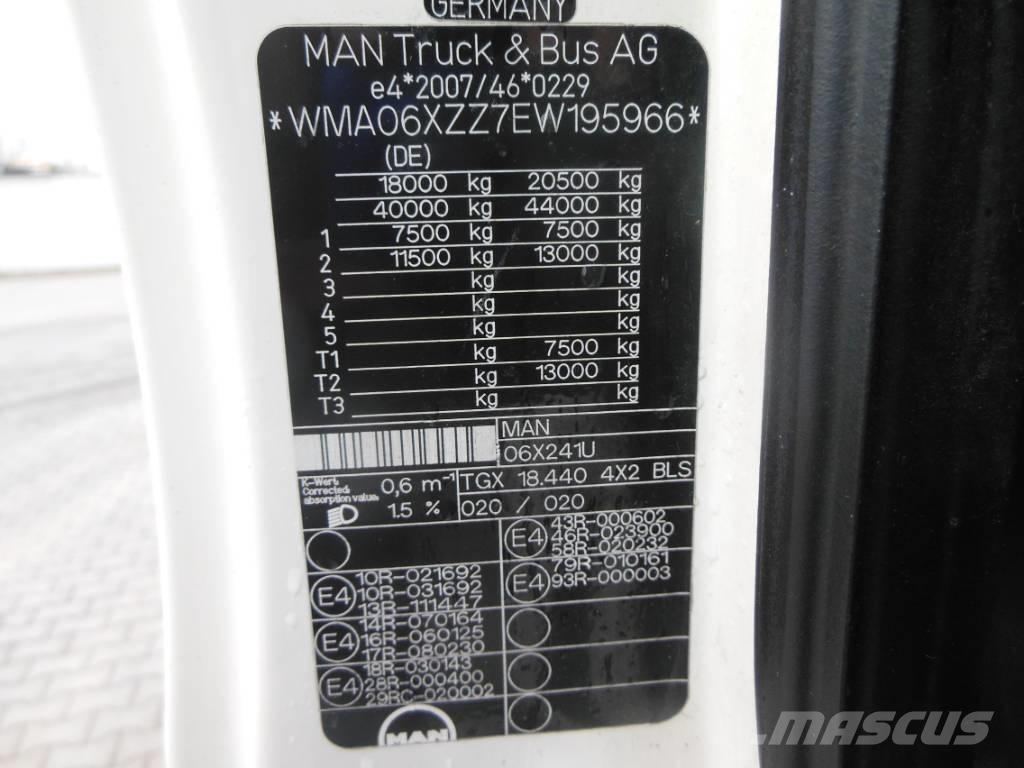 GERMANY
MAN Truck & Bus AG
e4*2007/46*0229
*WMA06XZZ7EW195966*
(DE)
18000 kg 20500 kg
40000 kg 44000 kg
1 7500 kg 7500 kg
2 11500 kg 13000 kg
3 kg kg
4 kg kg
5 kg kg
T1 kg 7500 kg
T2 kg 13000 kg
T3 kg kg
MAN
06X241U
K-Wert:
Corrected
absorption value:
0,6 m⁻¹
TGX 18.440 4X2 BLS
1.5 %
020 / 020
E4
10R-021692
10R-031692
13R-111447
E4
14R-070164
16R-060125
17R-080230
E4
18R-030143
28R-000400
29RC-020002
E4
43R-000602
46R-023900
58R-020232
E4
79R-010161
93R-000003
MAN
MASCUS